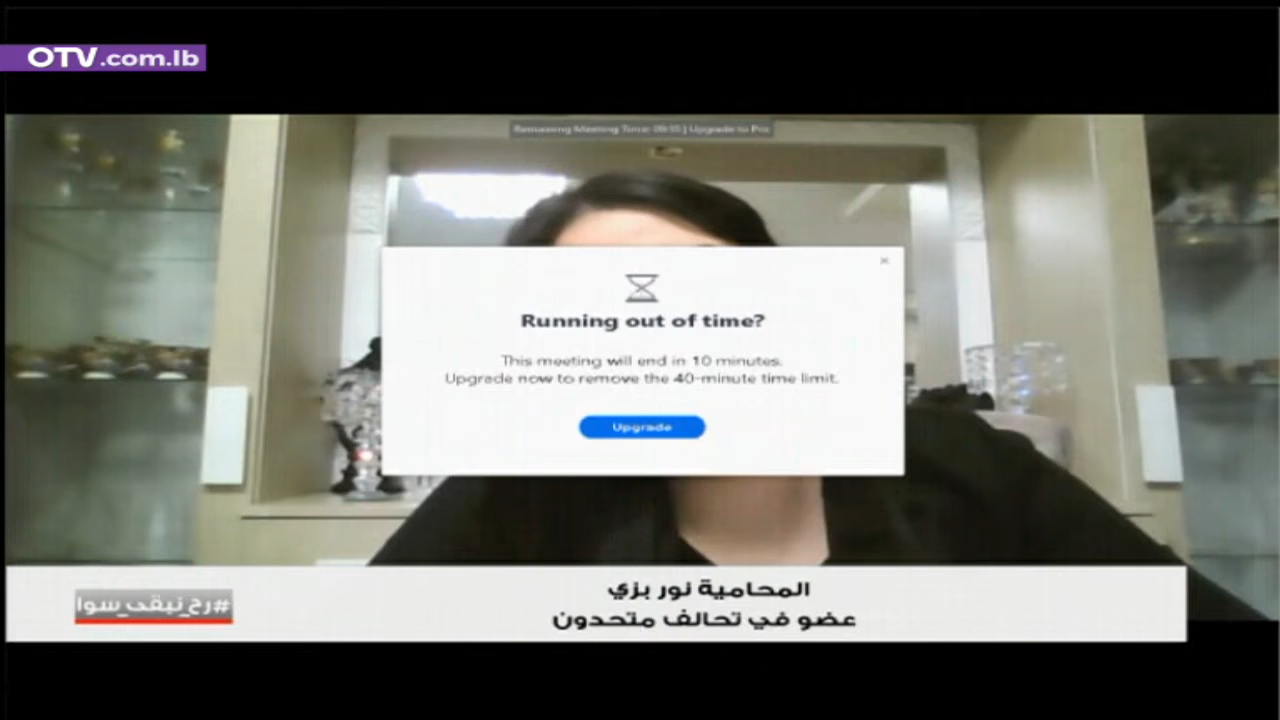 OTV.com.lb
Remaining Meeting Time: 09:55 | Upgrade to Pro
Running out of time?
This meeting will end in 10 minutes.
Upgrade now to remove the 40-minute time limit.
Upgrade
المحامية نور بزي
عضو في تحالف متحدون
#رح_نبقى_سوا